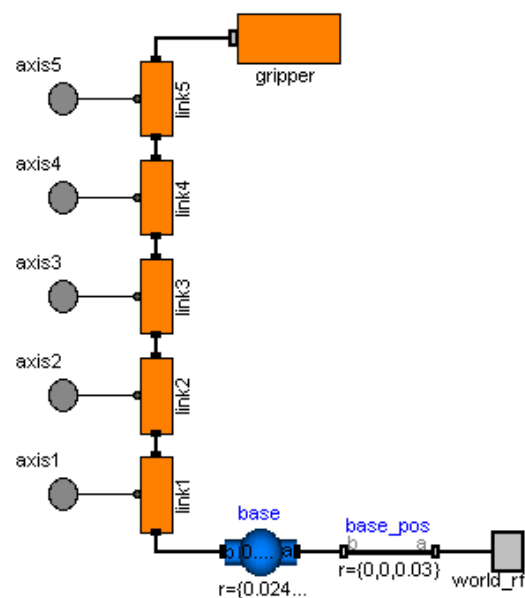 gripper
axis5
link5
axis4
link4
axis3
link3
axis2
link2
axis1
link1
base
b 0.... a
r={0.024...
base_pos
b a
r={0,0,0.03}
world_rf